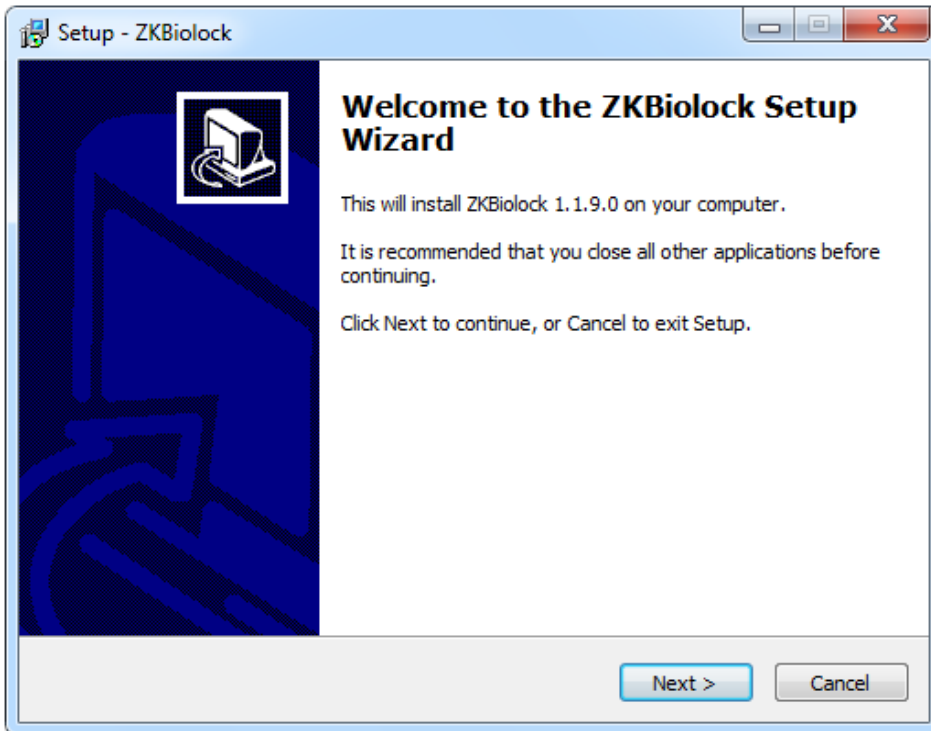 Setup - ZKBiolock
Welcome to the ZKBiolock Setup
Wizard
This will install ZKBiolock 1.1.9.0 on your computer.
It is recommended that you close all other applications before
continuing.
Click Next to continue, or Cancel to exit Setup.
Next >
Cancel